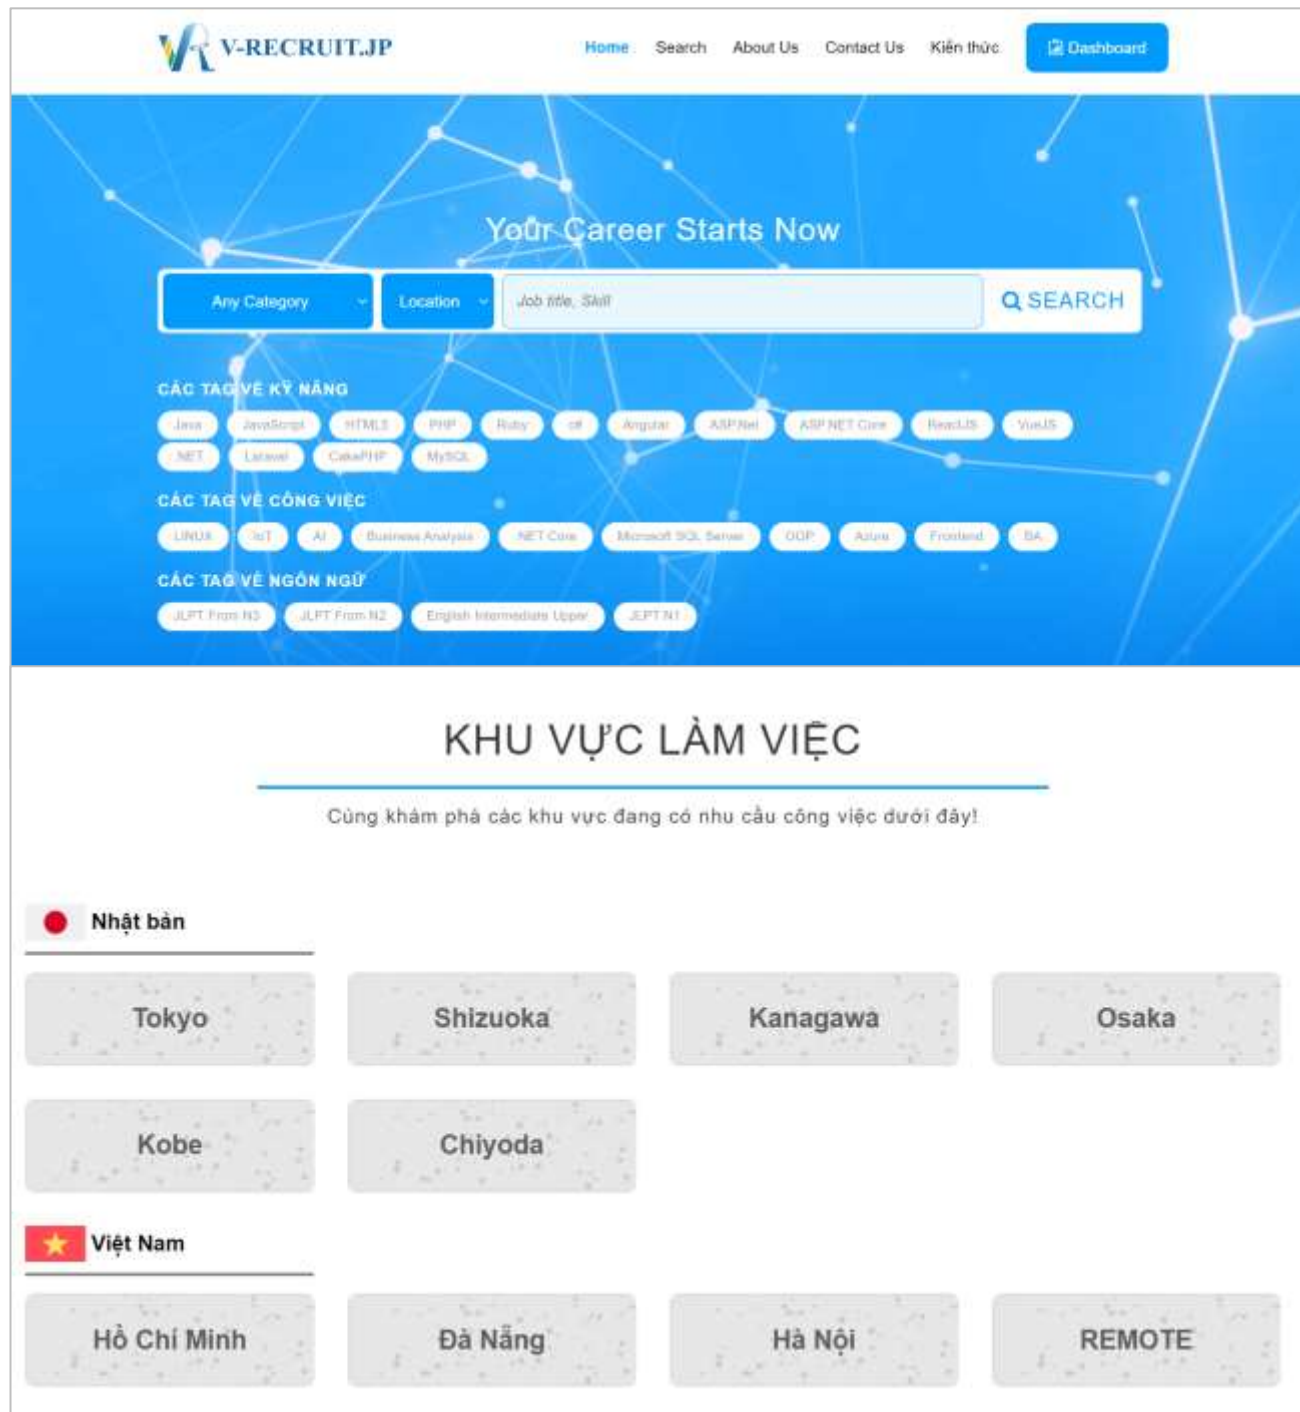 V-RECRUIT.JP
Home Search About Us Contact Us Kiến thức Dashboard
Your Career Starts Now
Any Category Location Job title, Skill SEARCH
CÁC TAG VỀ KỸ NĂNG
Java JavaScript HTML5 PHP Ruby c# Angular ASP.Net ASP.NET Core ReactJS VueJS
.NET Laravel CakePHP MySQL
CÁC TAG VỀ CÔNG VIỆC
LINUX IoT AI Business Analysis .NET Core Microsoft SQL Server OOP Azure Frontend BA
CÁC TAG VỀ NGÔN NGỮ
JLPT From N3 JLPT From N2 English Intermediate Upper JLPT N1
KHU VỰC LÀM VIỆC
Cùng khám phá các khu vực đang có nhu cầu công việc dưới đây!
Nhật bản
Tokyo Shizuoka Kanagawa Osaka
Kobe Chiyoda
Việt Nam
Hồ Chí Minh Đà Nẵng Hà Nội REMOTE